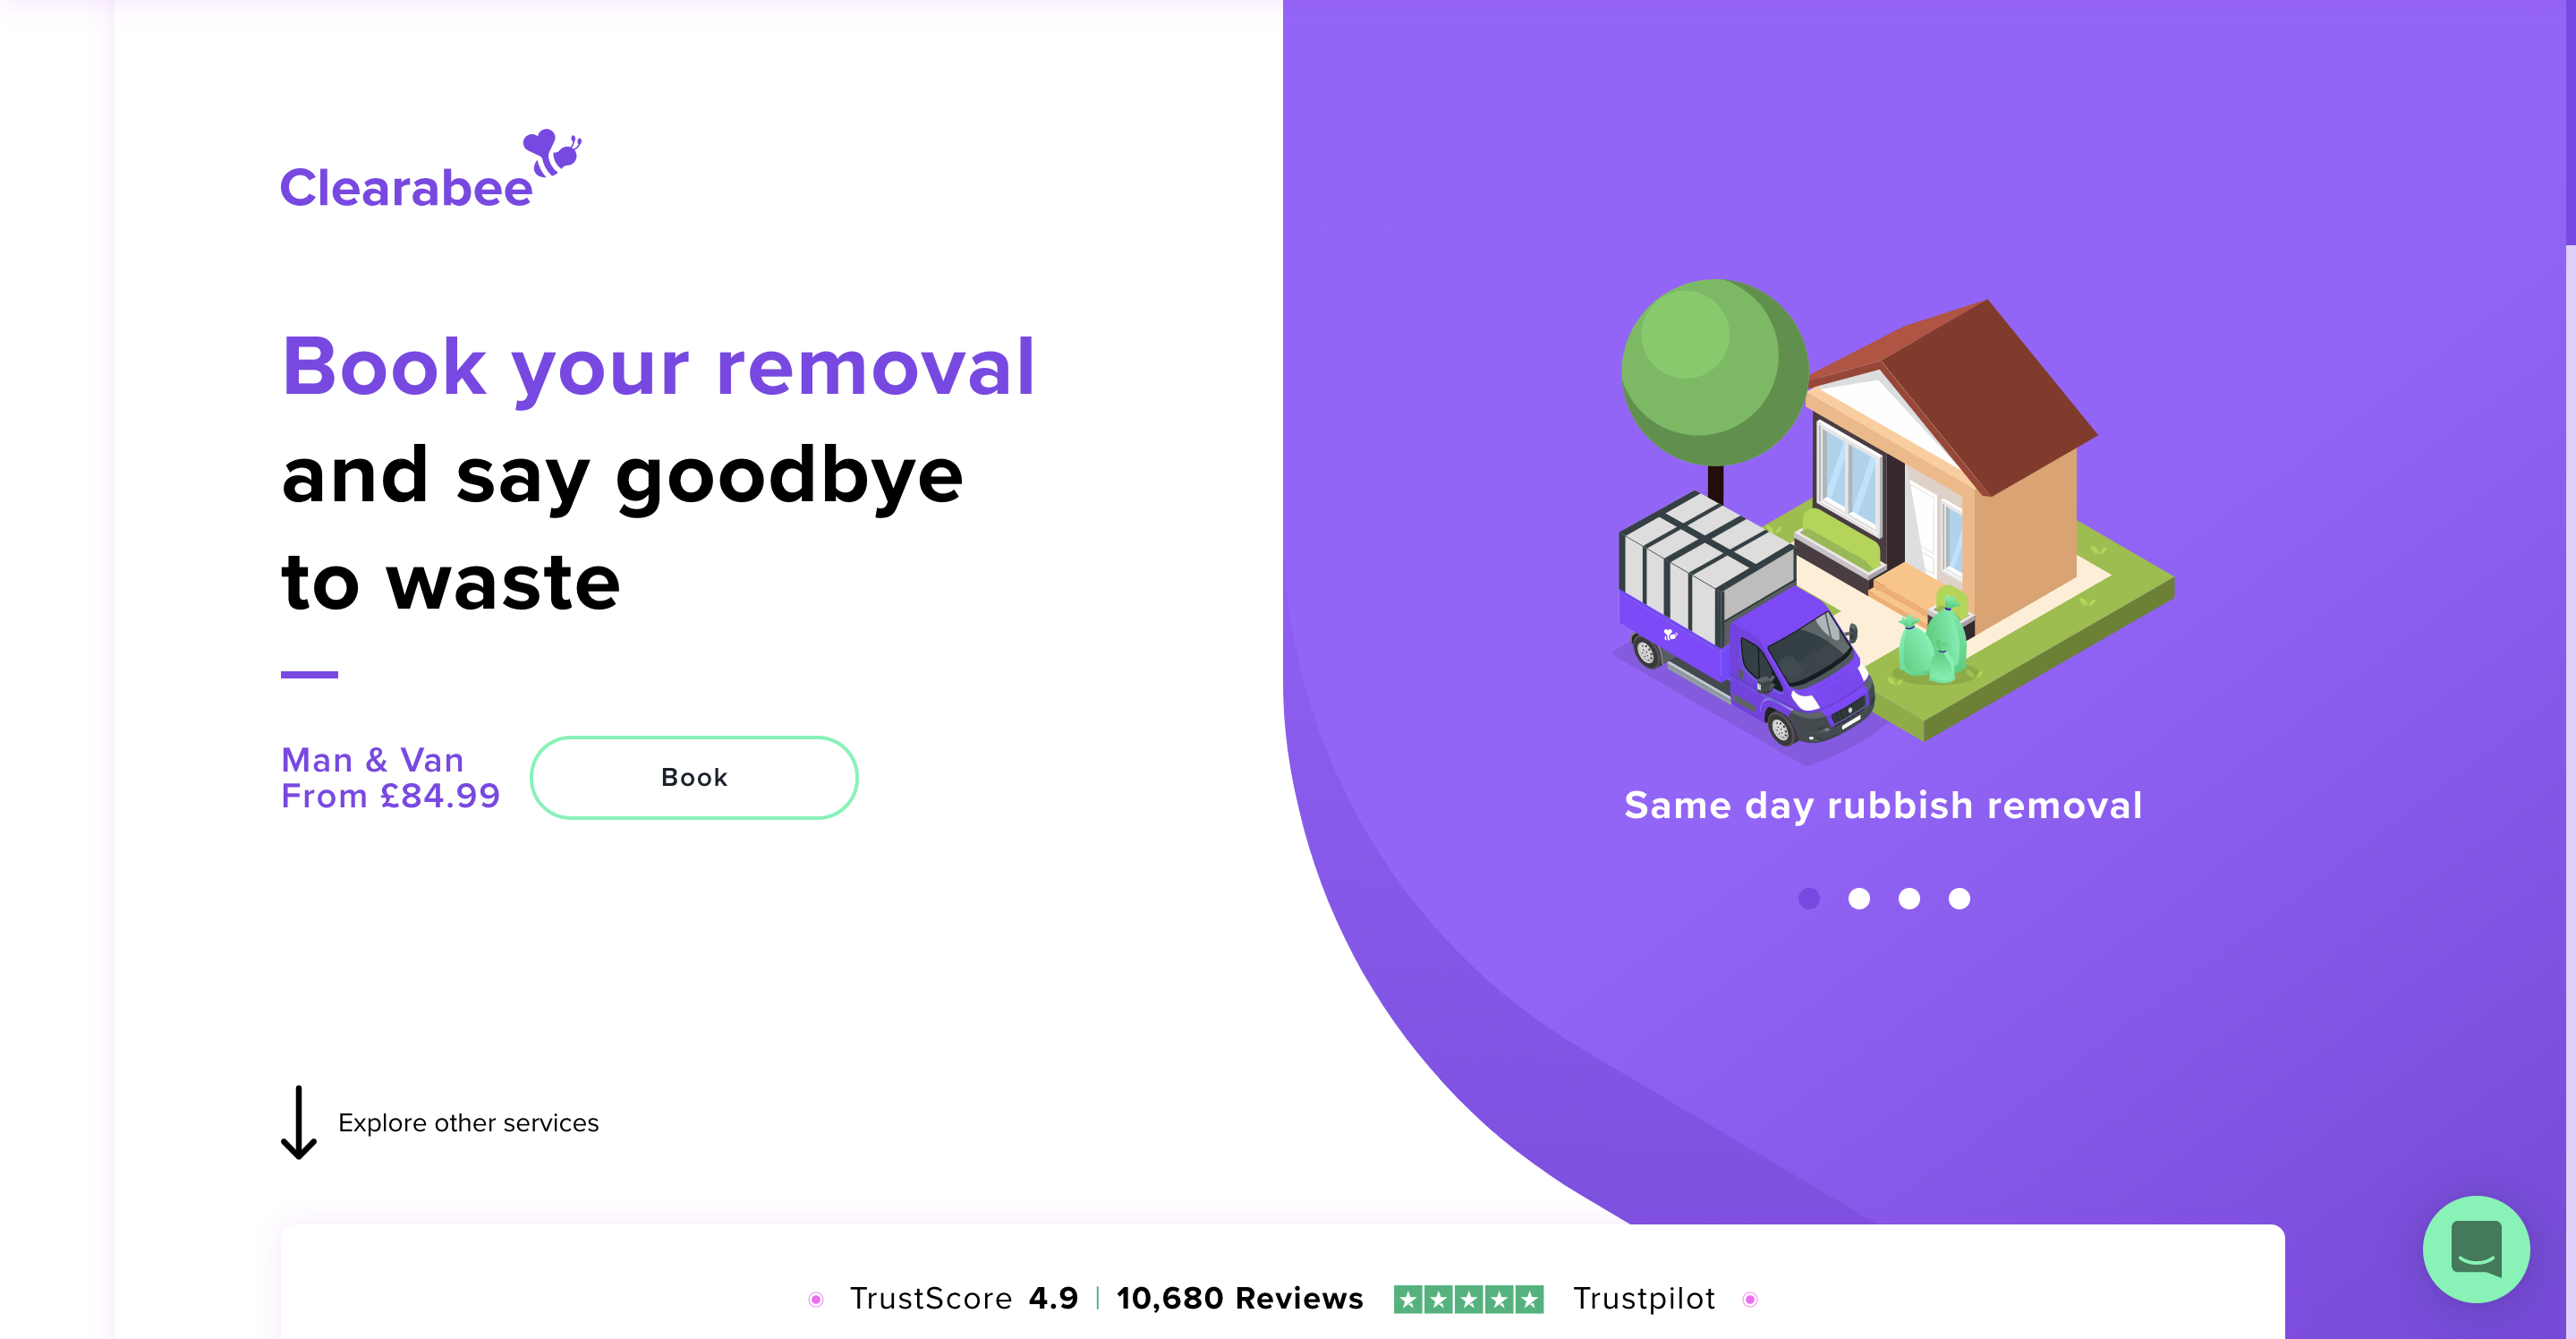 Clearabee
Book your removal
and say goodbye
to waste
Man & Van
From £84.99
Book
Same day rubbish removal
Explore other services
TrustScore 4.9 | 10,680 Reviews Trustpilot